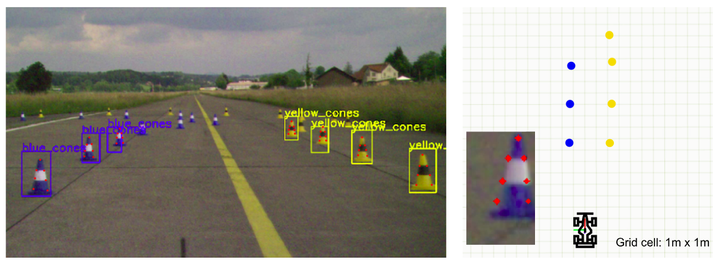 yellow_cones
yellow_cones
yellow_cones
blue_cones
blue_cones
blue_cones
yellow_
Grid cell: 1m x 1m